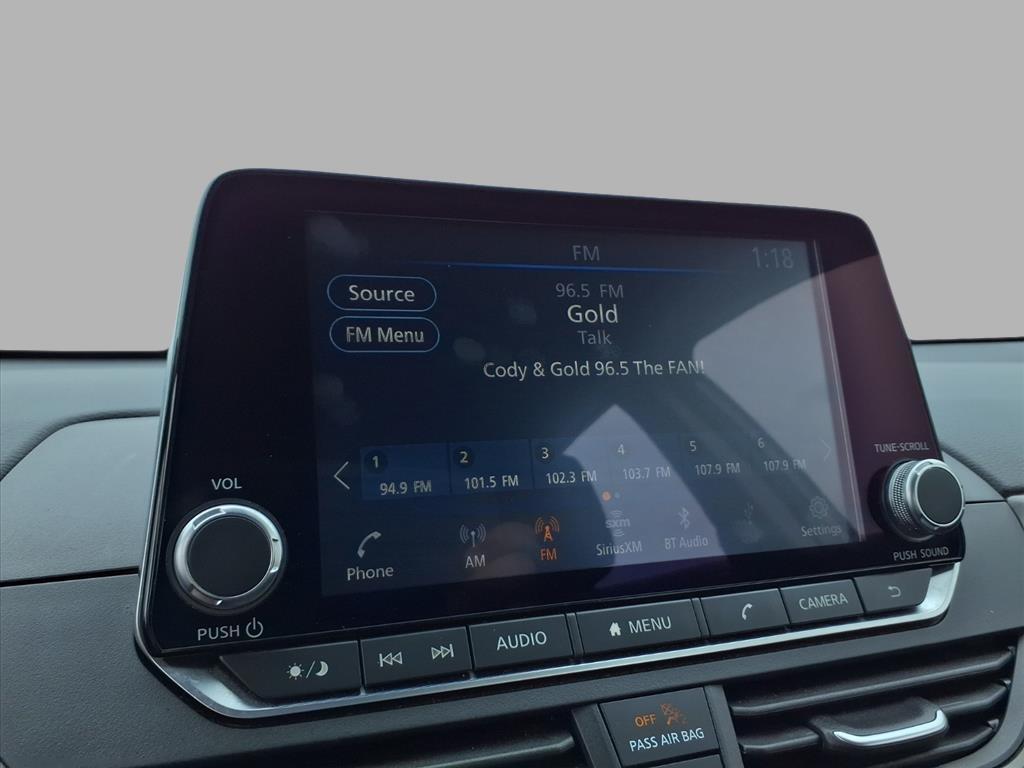 FM
1:18
Source
96.5 FM
Gold
FM Menu
Talk
Cody & Gold 96.5 The FAN!
1 2 3 4 5 6
94.9 FM 101.5 FM 102.3 FM 103.7 FM 107.9 FM 107.9 FM
TUNE-SCROLL
VOL
sxm
Phone AM FM SiriusXM BT Audio Settings
PUSH
PUSH SOUND
AUDIO MENU CAMERA
OFF
PASS AIR BAG